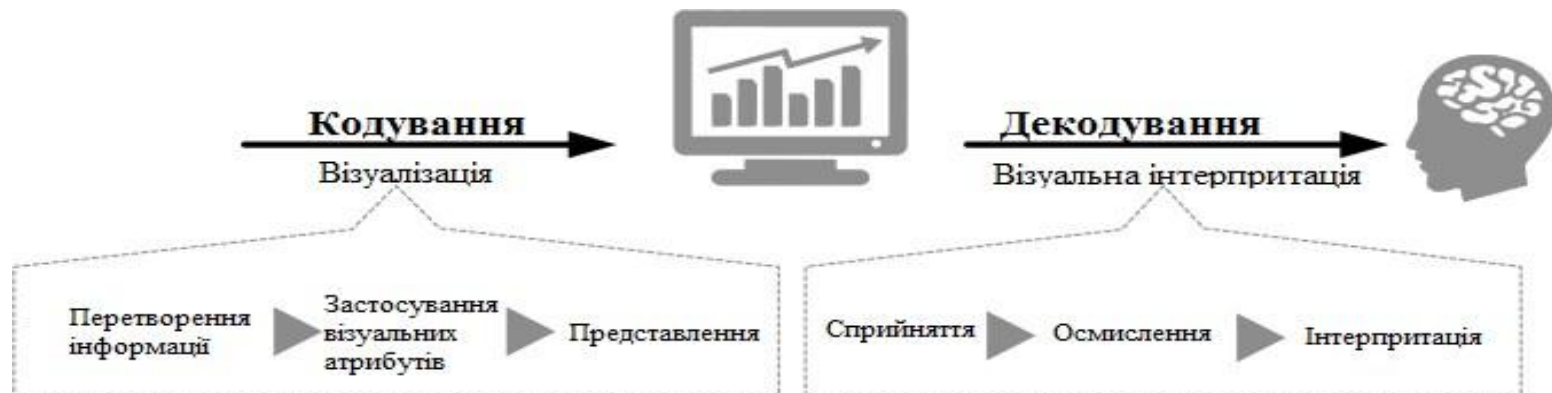 Кодування
Візуалізація
Декодування
Візуальна інтерпритація
Перетворення
інформації
Застосування
візуальних
атрибутів
Представлення
Сприйняття
Осмислення
Інтерпритація